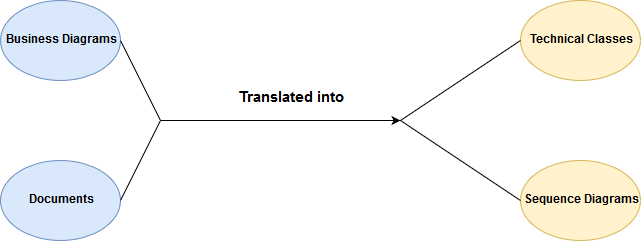 Business Diagrams
Technical Classes
Translated into
Documents
Sequence Diagrams